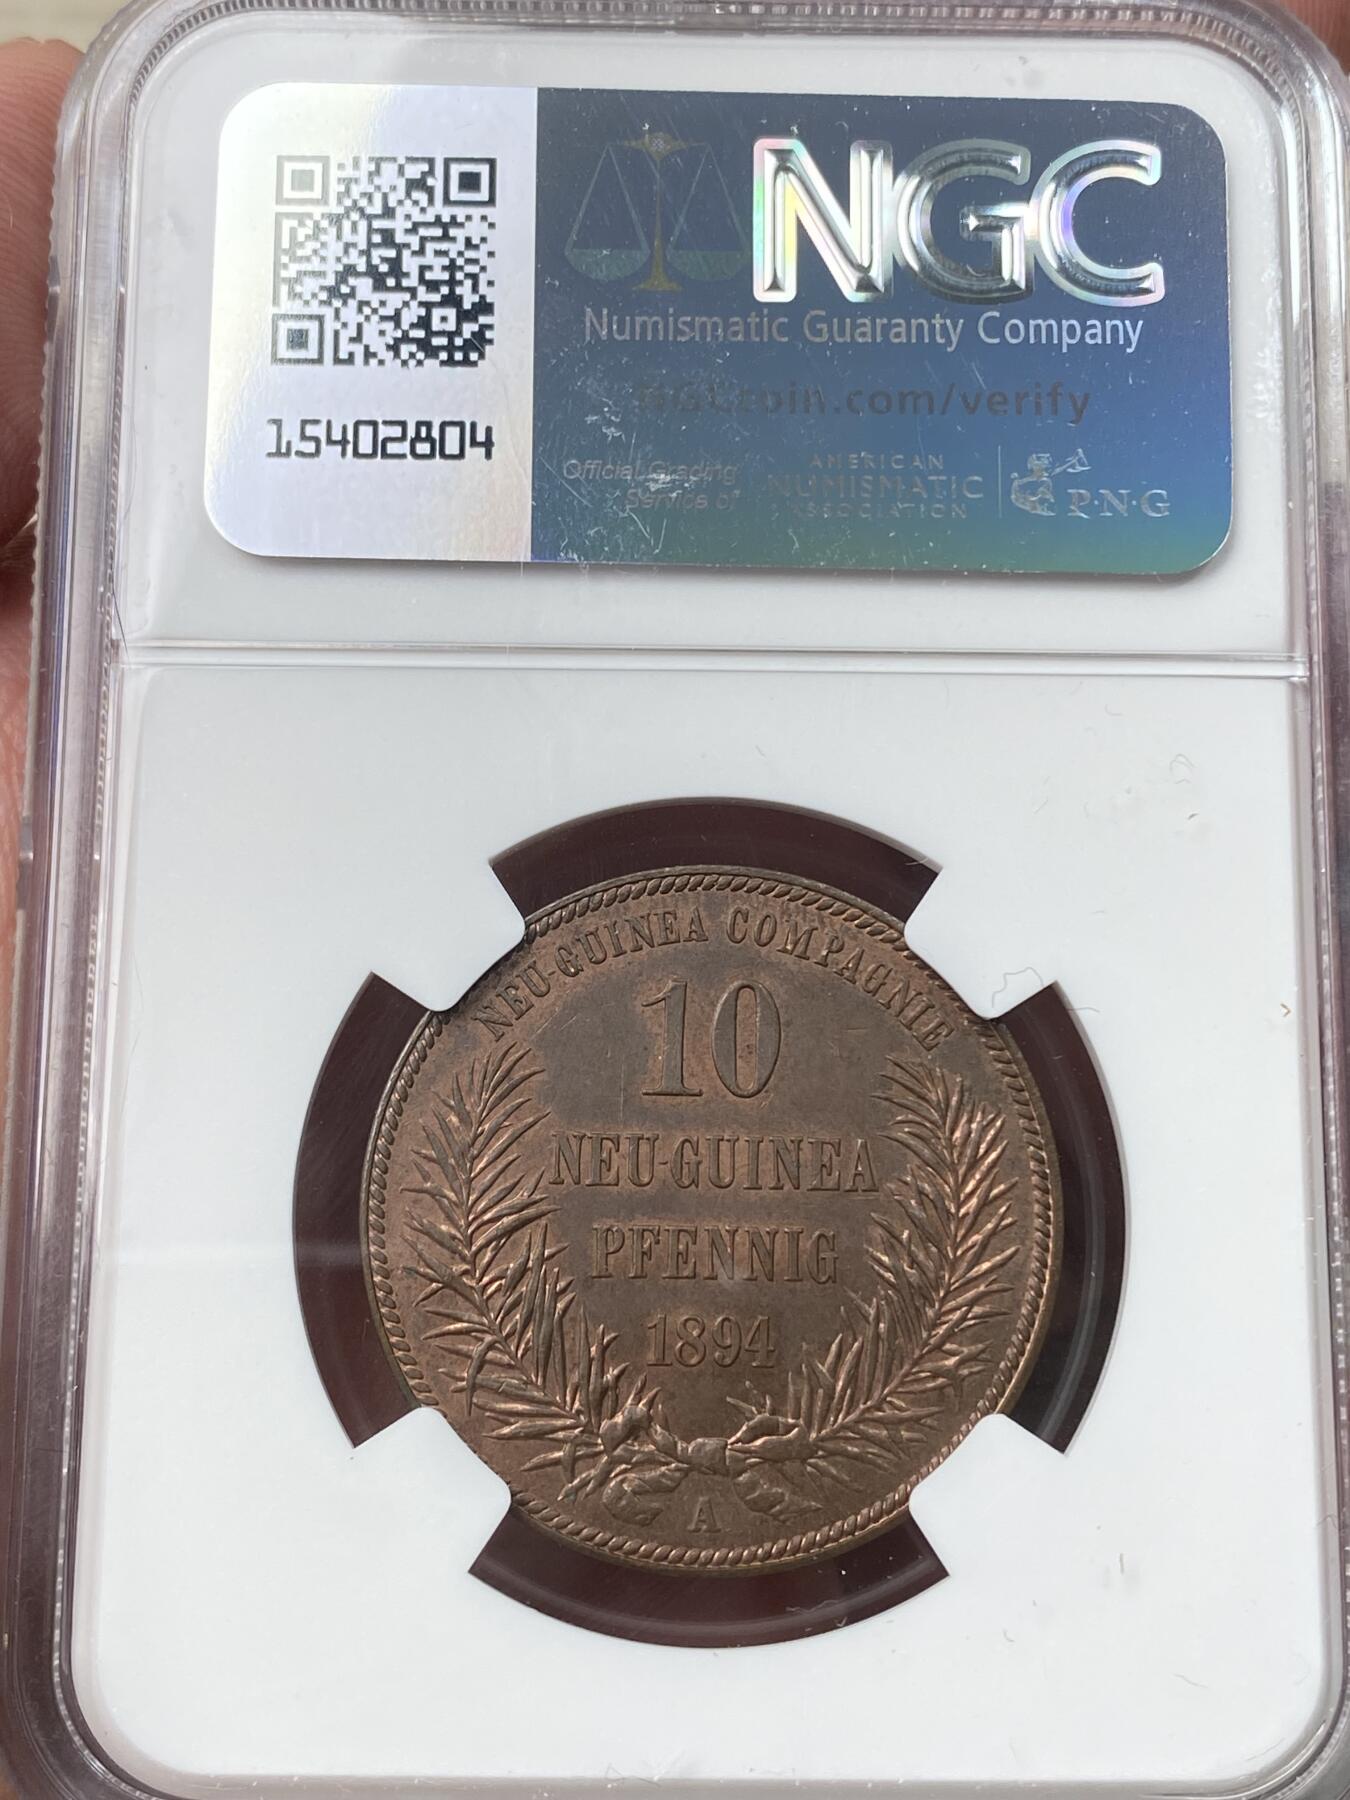 NGC
Numismatic Guaranty Company
NGCcoin.com/verify
15402804
Official Grading
Service of
AMERICAN
NUMISMATIC
ASSOCIATION
P·N·G
NEU-GUINEA COMPAGNIE
10
NEU-GUINEA
PFENNIG
1894
A